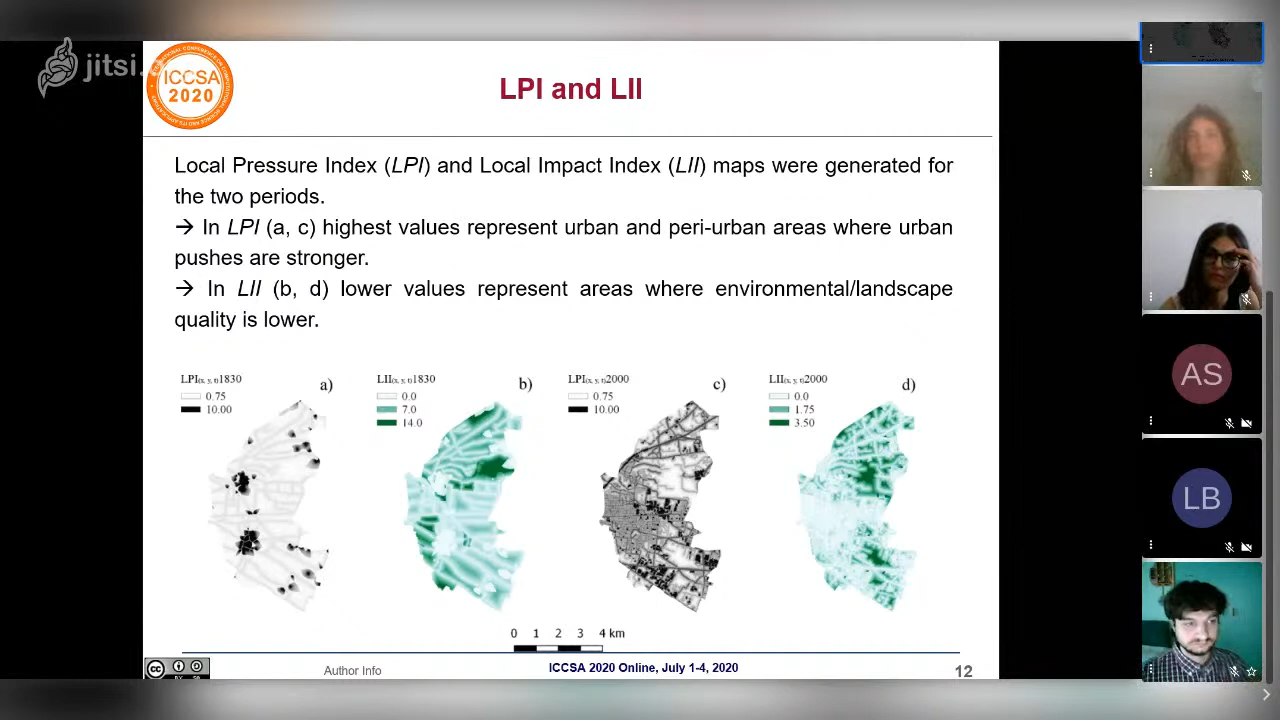 jitsi.
ICCSA
2020
LPI and LII
Local Pressure Index (LPI) and Local Impact Index (LII) maps were generated for
the two periods.
→ In LPI (a, c) highest values represent urban and peri-urban areas where urban
pushes are stronger.
→ In LII (b, d) lower values represent areas where environmental/landscape
quality is lower.
LPI(x, y, t)1830
0.75
10.00
a)
LII(x, y, t)1830
0.0
7.0
14.0
b)
LPI(x, y, t)2000
0.75
10.00
c)
LII(x, y, t)2000
0.0
1.75
3.50
d)
0 1 2 3 4 km
Author Info
ICCSA 2020 Online, July 1-4, 2020
12
AS
LB